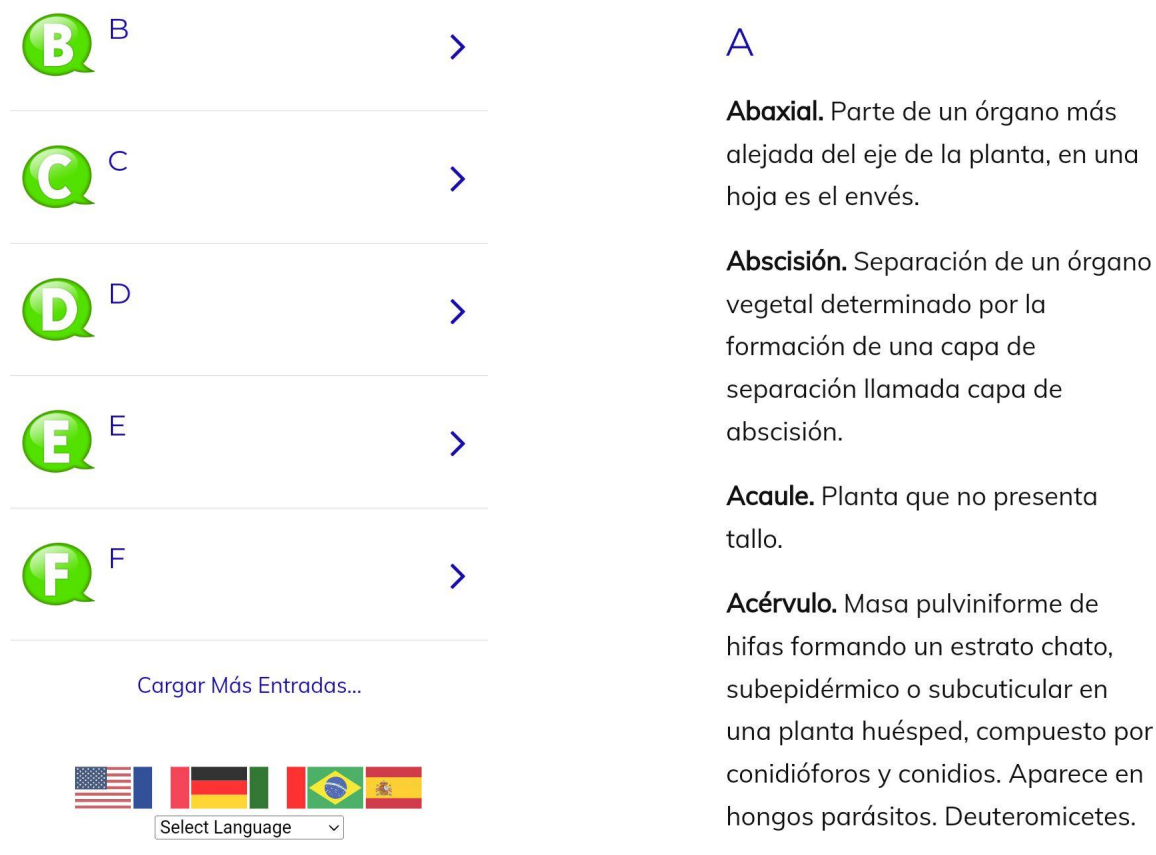 B
B
C
C
D
D
E
E
F
F
Cargar Más Entradas...
Select Language
A
Abaxial. Parte de un órgano más
alejada del eje de la planta, en una
hoja es el envés.
Abscisión. Separación de un órgano
vegetal determinado por la
formación de una capa de
separación llamada capa de
abscisión.
Acaule. Planta que no presenta
tallo.
Acérvulo. Masa pulviniforme de
hifas formando un estrato chato,
subepidérmico o subcuticular en
una planta huésped, compuesto por
conidióforos y conidios. Aparece en
hongos parásitos. Deuteromicetes.